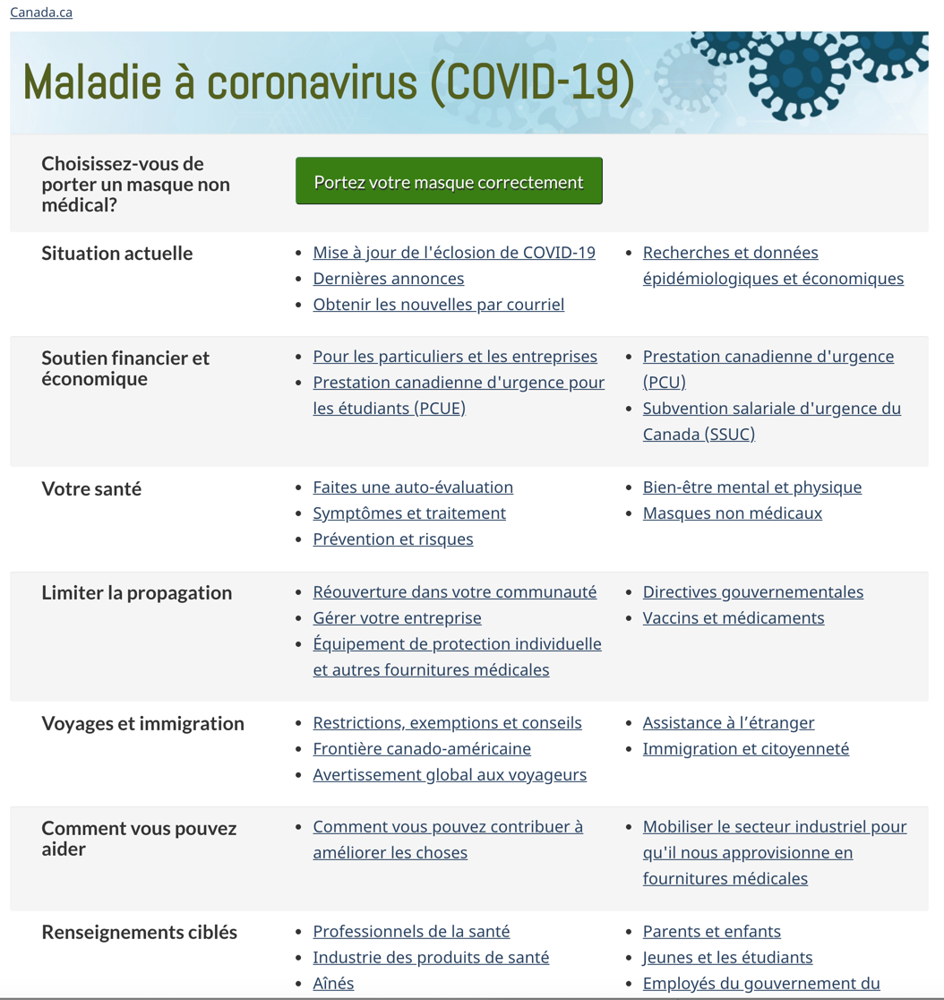 Canada.ca
Maladie à coronavirus (COVID-19)
Choisissez-vous de
porter un masque non
médical?
Portez votre masque correctement
Situation actuelle
Mise à jour de l'éclosion de COVID-19
Dernières annonces
Obtenir les nouvelles par courriel
Recherches et données
épidémiologiques et économiques
Soutien financier et
économique
Pour les particuliers et les entreprises
Prestation canadienne d'urgence pour
les étudiants (PCUE)
Prestation canadienne d'urgence
(PCU)
Subvention salariale d'urgence du
Canada (SSUC)
Votre santé
Faites une auto-évaluation
Symptômes et traitement
Prévention et risques
Bien-être mental et physique
Masques non médicaux
Limiter la propagation
Réouverture dans votre communauté
Gérer votre entreprise
Équipement de protection individuelle
et autres fournitures médicales
Directives gouvernementales
Vaccins et médicaments
Voyages et immigration
Restrictions, exemptions et conseils
Frontière canado-américaine
Avertissement global aux voyageurs
Assistance à l’étranger
Immigration et citoyenneté
Comment vous pouvez
aider
Comment vous pouvez contribuer à
améliorer les choses
Mobiliser le secteur industriel pour
qu'il nous approvisionne en
fournitures médicales
Renseignements ciblés
Professionnels de la santé
Industrie des produits de santé
Aînés
Parents et enfants
Jeunes et les étudiants
Employés du gouvernement du